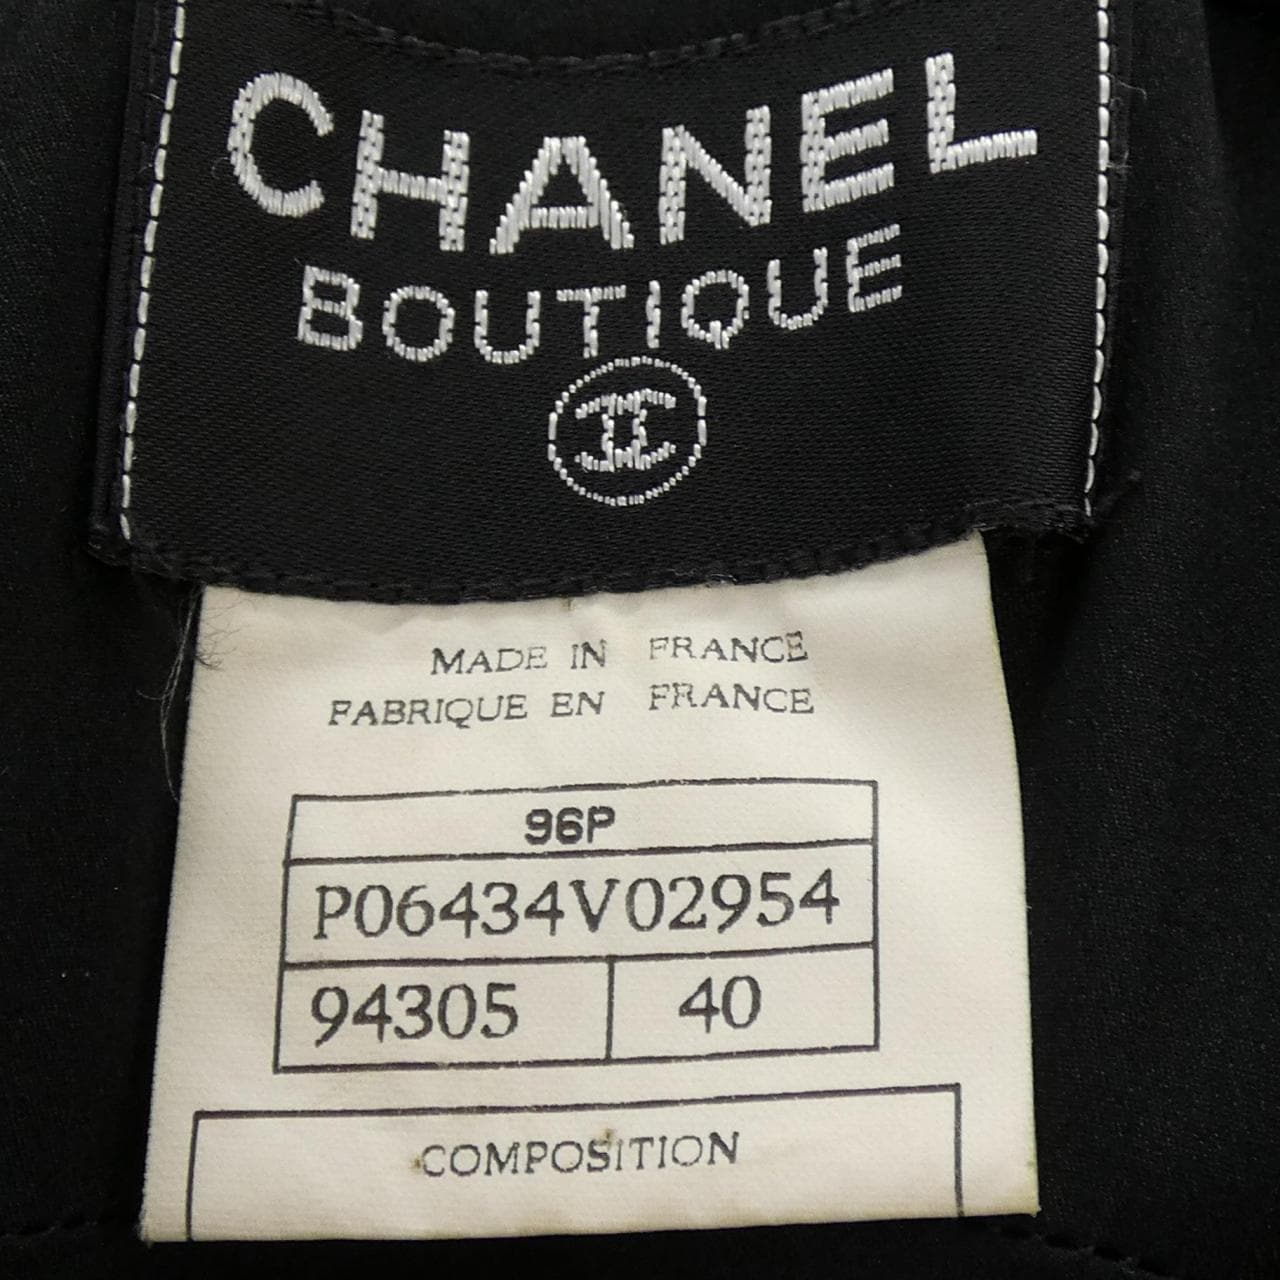 CHANEL
BOUTIQUE
MADE IN FRANCE
FABRIQUE EN FRANCE
96P
P06434V02954
94305 40
COMPOSITION